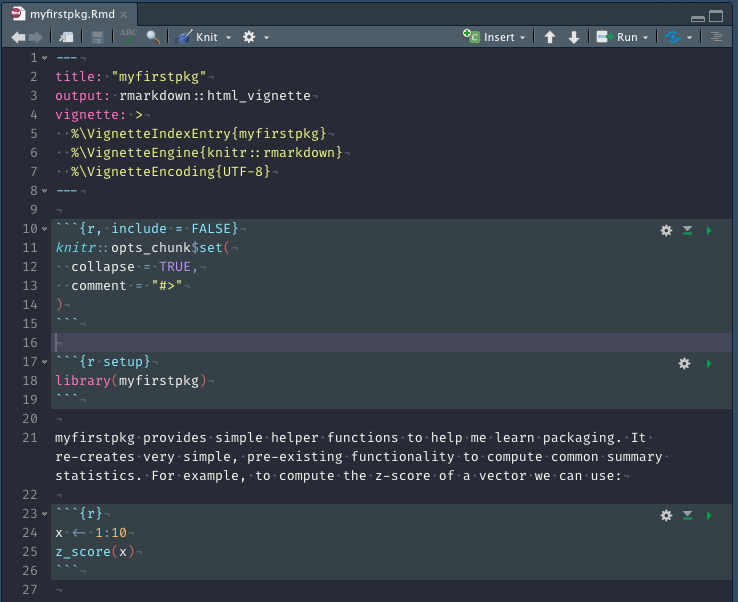 myfirstpkg.Rmd
ABC Knit Insert Run
1 ---
2 title: "myfirstpkg"
3 output: rmarkdown::html_vignette
4 vignette: >
5   %\VignetteIndexEntry{myfirstpkg}
6   %\VignetteEngine{knitr::rmarkdown}
7   %\VignetteEncoding{UTF-8}
8 ---
9
10 ```{r, include = FALSE}
11 knitr::opts_chunk$set(
12   collapse = TRUE,
13   comment = "#>"
14 )
15 ```
16
17 ```{r setup}
18 library(myfirstpkg)
19 ```
20
21 myfirstpkg provides simple helper functions to help me learn packaging. It
re-creates very simple, pre-existing functionality to compute common summary
statistics. For example, to compute the z-score of a vector we can use:
22
23 ```{r}
24 x <- 1:10
25 z_score(x)
26 ```
27